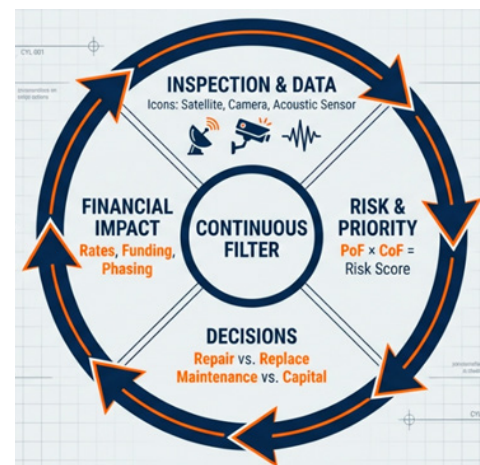 CYL 001
INSPECTION & DATA
Icons: Satellite, Camera, Acoustic Sensor
FINANCIAL
IMPACT
Rates, Funding,
Phasing
CONTINUOUS
FILTER
RISK &
PRIORITY
PoF × CoF =
Risk Score
DECISIONS
Repair vs. Replace
Maintenance vs. Capital